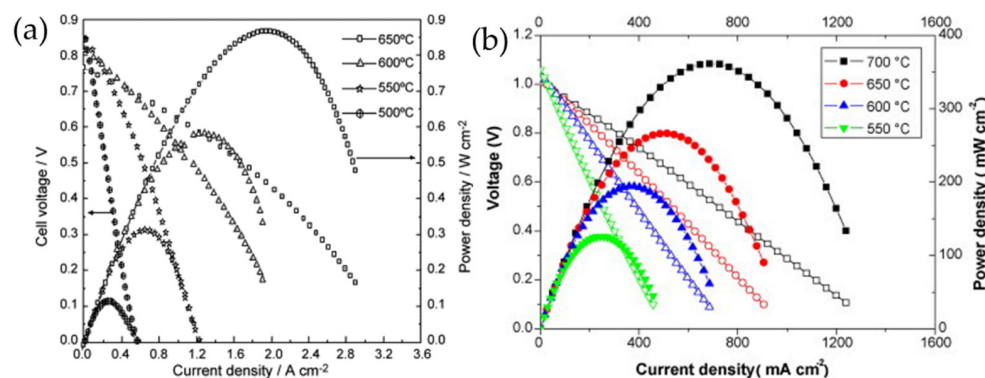 (a)
Cell voltage / V
0.9
0.8
0.7
0.6
0.5
0.4
0.3
0.2
0.1
0.0
0.0 0.4 0.8 1.2 1.6 2.0 2.4 2.8 3.2 3.6
Current density / A cm-2
650ºC
600ºC
550ºC
500ºC
0.9
0.8
0.7
0.6
0.5
0.4
0.3
0.2
0.1
0.0
Power density / W cm-2
(b)
0 400 800 1200 1600
Voltage (V)
1.2
1.0
0.8
0.6
0.4
0.2
0.0
700 °C
650 °C
600 °C
550 °C
400
300
200
100
0
Power density ( mW cm-2)
0 400 800 1200 1600
Current density( mA cm-2)